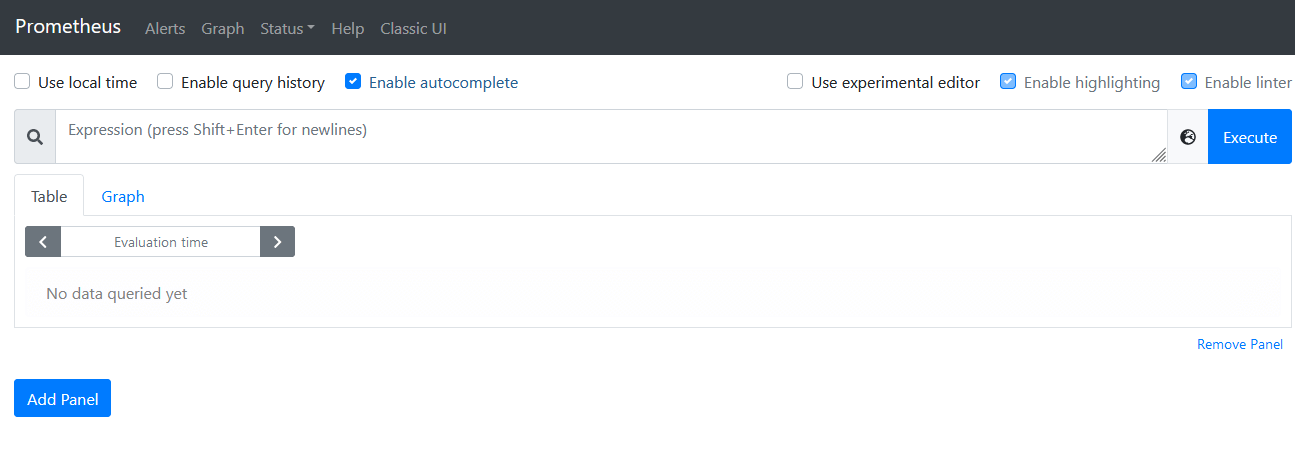 Prometheus Alerts Graph Status Help Classic UI
Use local time Enable query history Enable autocomplete Use experimental editor Enable highlighting Enable linter
Expression (press Shift+Enter for newlines) Execute
Table Graph
Evaluation time
No data queried yet
Remove Panel
Add Panel